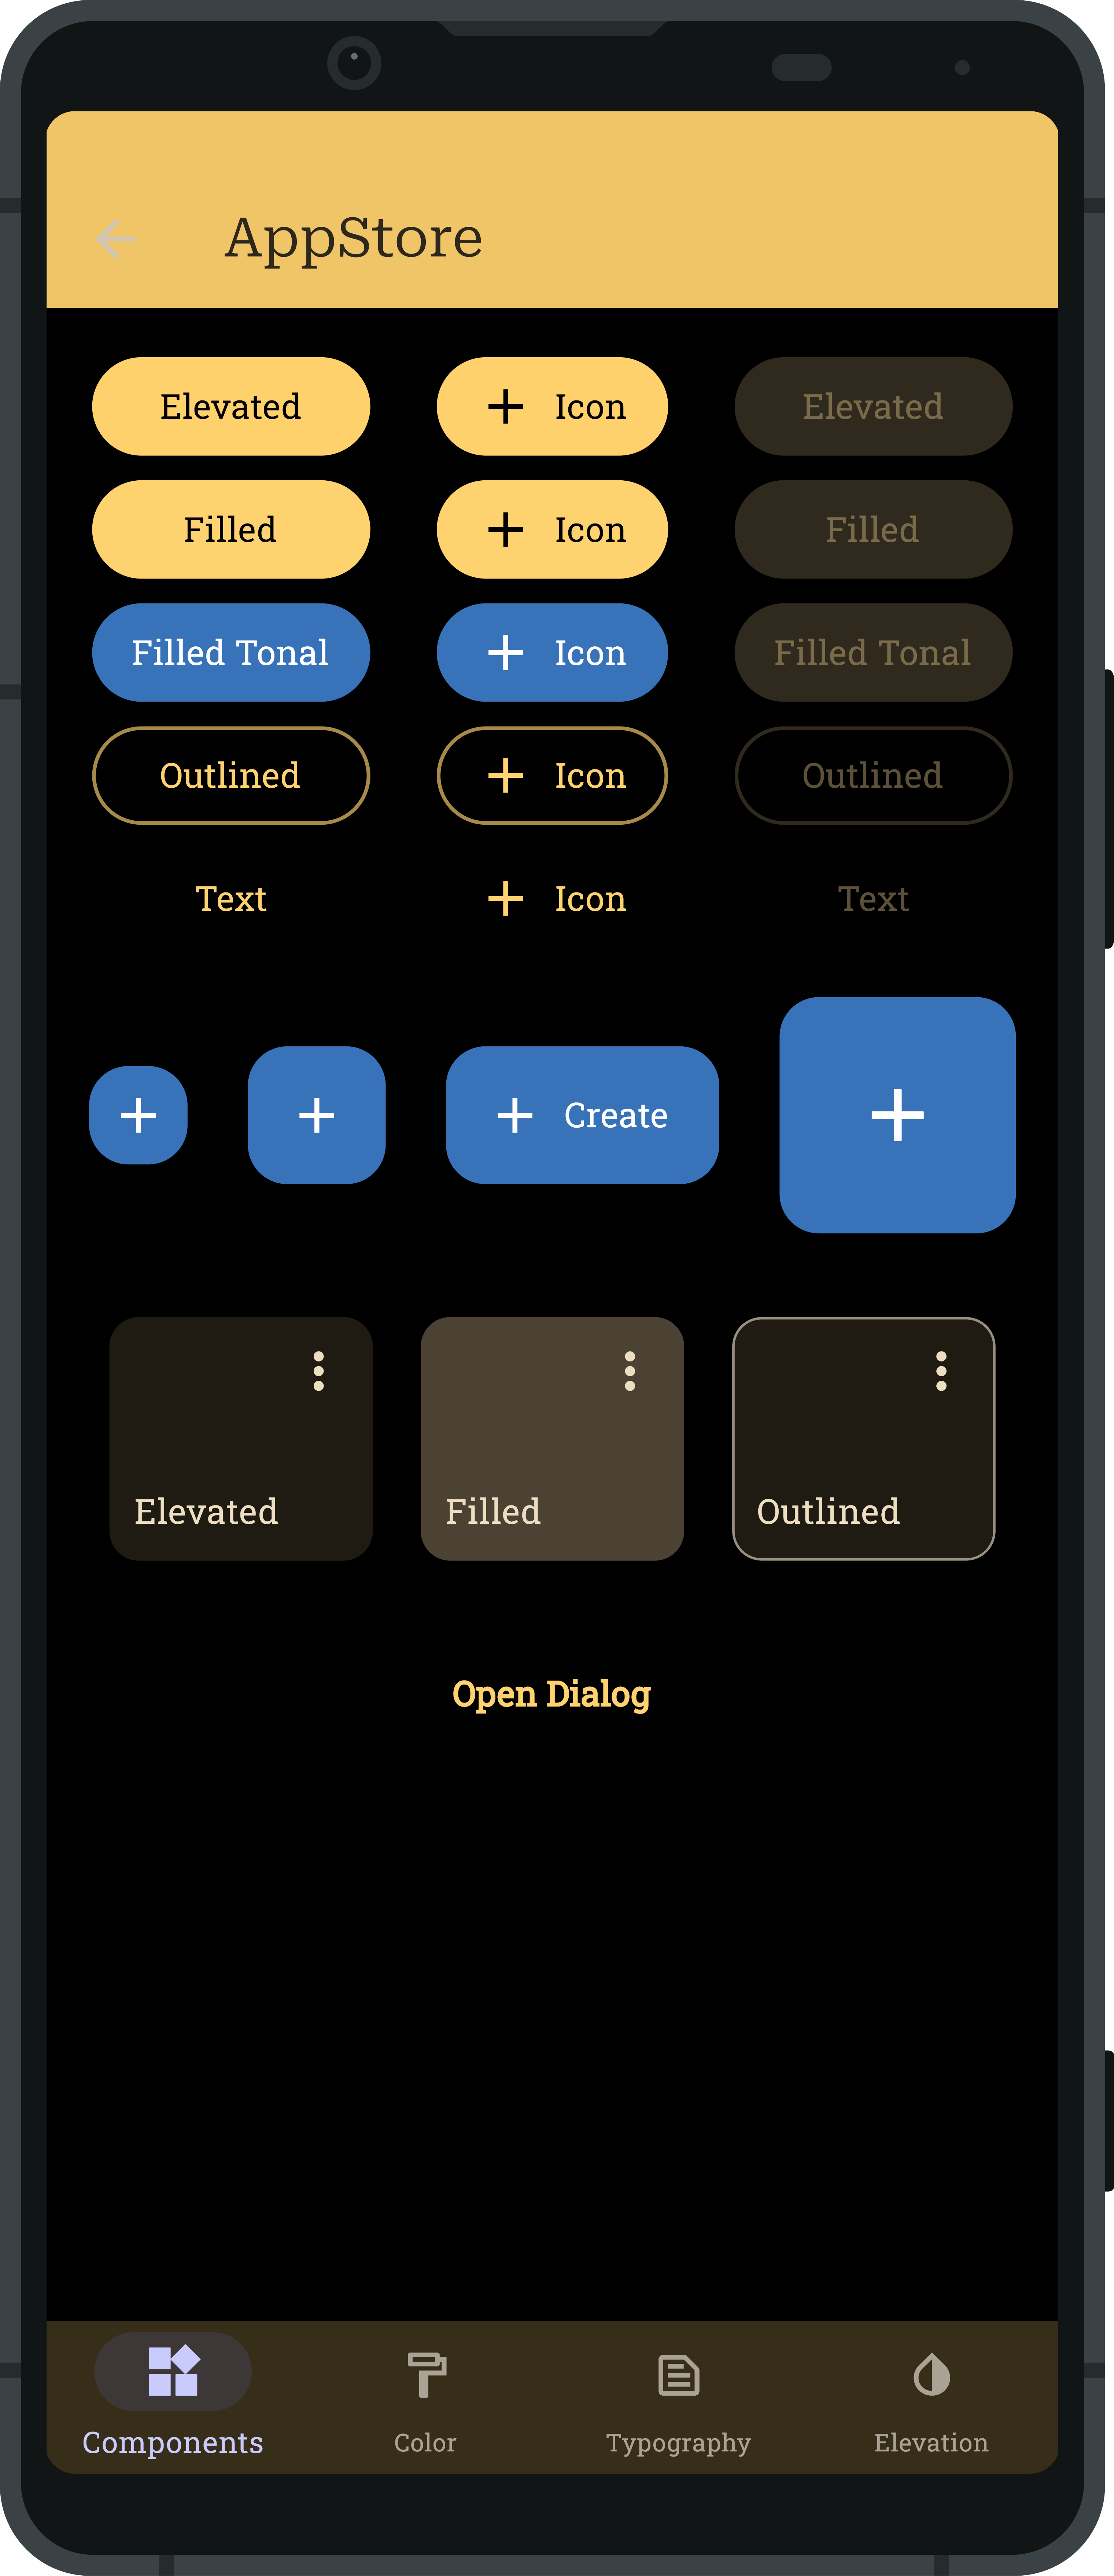 AppStore
Elevated Icon Elevated
Filled Icon Filled
Filled Tonal Icon Filled Tonal
Outlined Icon Outlined
Text Icon Text
Create
Elevated Filled Outlined
Open Dialog
Components Color Typography Elevation